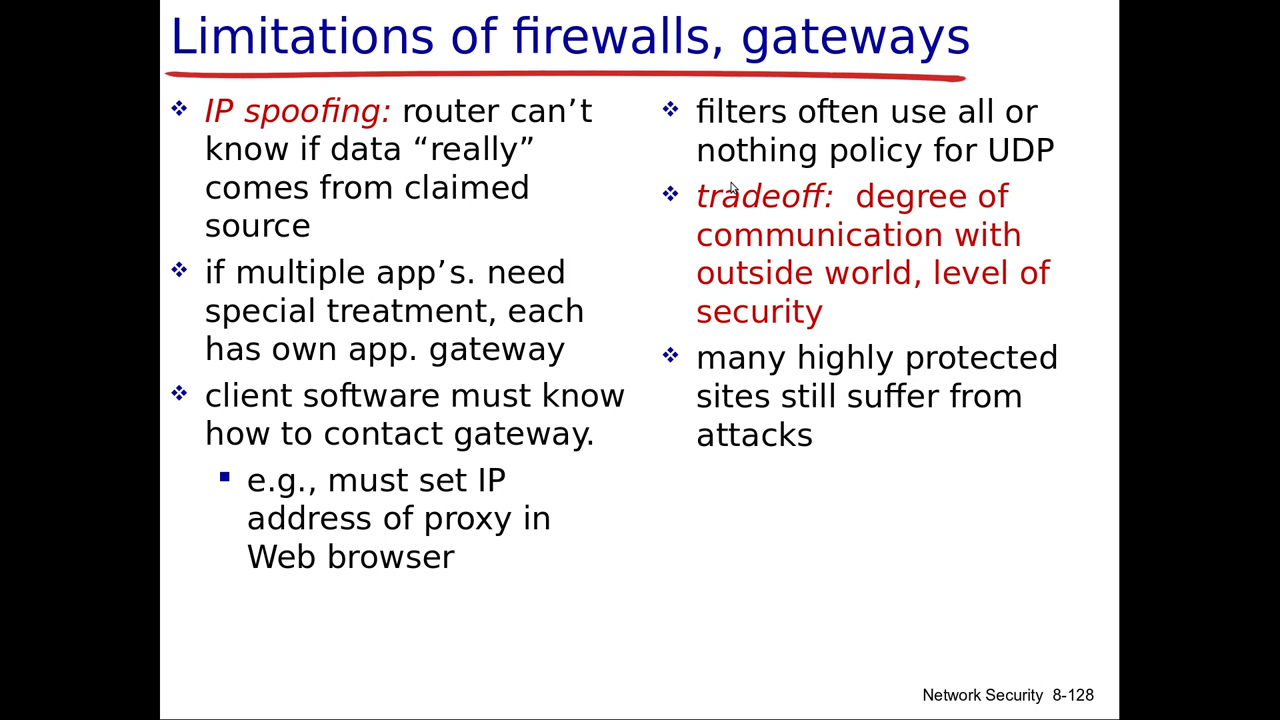 Limitations of firewalls, gateways
IP spoofing: router can’t
know if data “really”
comes from claimed
source
if multiple app’s. need
special treatment, each
has own app. gateway
client software must know
how to contact gateway.
e.g., must set IP
address of proxy in
Web browser
filters often use all or
nothing policy for UDP
tradeoff: degree of
communication with
outside world, level of
security
many highly protected
sites still suffer from
attacks
Network Security 8-128